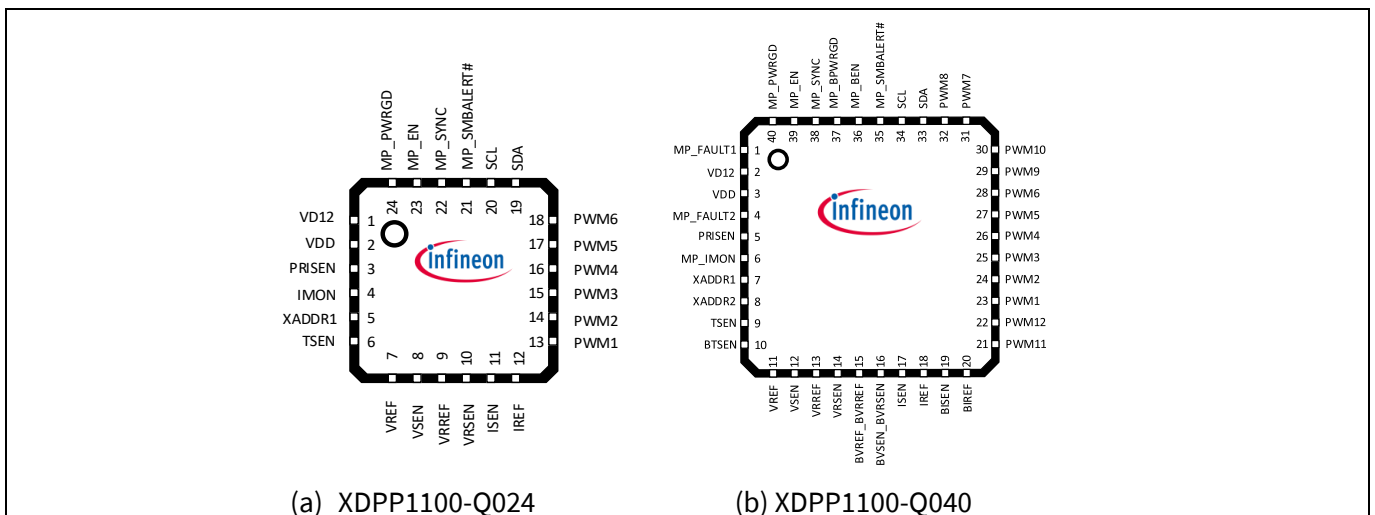 MP_PWRGD
MP_EN
MP_SYNC
MP_SMBALERT#
SCL
SDA
24
23
22
21
20
19
VD12 1
VDD 2
PRISEN 3
IMON 4
XADDR1 5
TSEN 6
infineon
18 PWM6
17 PWM5
16 PWM4
15 PWM3
14 PWM2
13 PWM1
7
8
9
10
11
12
VREF
VSEN
VRREF
VRSEN
ISEN
IREF
(a) XDPP1100-Q024
MP_PWRGD
MP_EN
MP_SYNC
MP_BPWRGD
MP_BEN
MP_SMBALERT#
SCL
SDA
PWM8
PWM7
40
39
38
37
36
35
34
33
32
31
MP_FAULT1 1
VD12 2
VDD 3
MP_FAULT2 4
PRISEN 5
MP_IMON 6
XADDR1 7
XADDR2 8
TSEN 9
BTSEN 10
infineon
30 PWM10
29 PWM9
28 PWM6
27 PWM5
26 PWM4
25 PWM3
24 PWM2
23 PWM1
22 PWM12
21 PWM11
11
12
13
14
15
16
17
18
19
20
VREF
VSEN
VRREF
VRSEN
BVREF_BVRREF
BVSEN_BVRSEN
ISEN
IREF
BISEN
BIREF
(b) XDPP1100-Q040